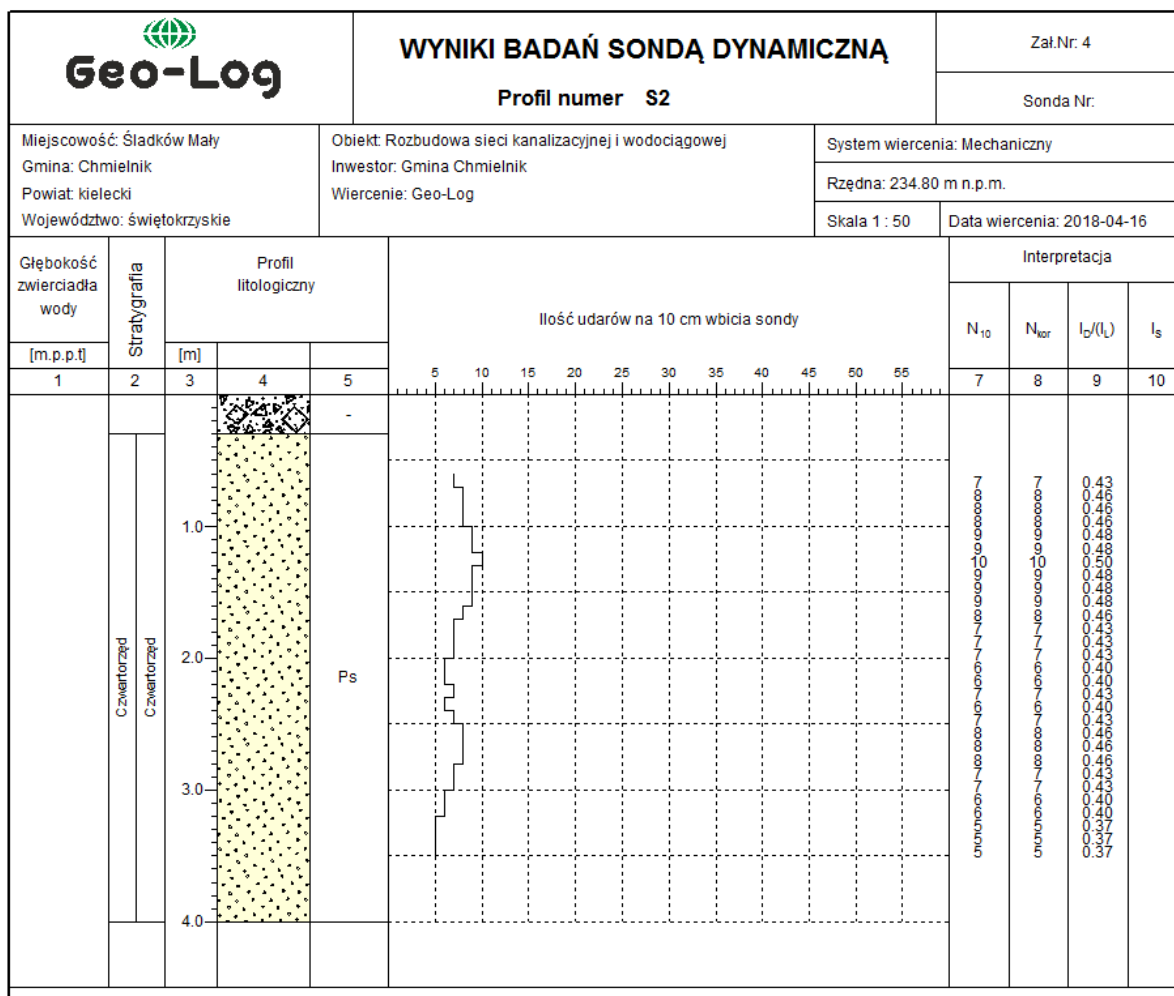 Geo-Log
WYNIKI BADAŃ SONDĄ DYNAMICZNĄ
Profil numer S2
Zał.Nr: 4
Sonda Nr:
Miejscowość: Śladków Mały
Gmina: Chmielnik
Powiat: kielecki
Województwo: świętokrzyskie
Obiekt: Rozbudowa sieci kanalizacyjnej i wodociągowej
Inwestor: Gmina Chmielnik
Wiercenie: Geo-Log
System wiercenia: Mechaniczny
Rzędna: 234.80 m n.p.m.
Skala 1 : 50
Data wiercenia: 2018-04-16
Głębokość
zwierciadła
wody
[m.p.p.t]
Stratygrafia
Profil
litologiczny
[m]
Ilość udarów na 10 cm wbicia sondy
Interpretacja
N10
Nkor
ID/(IL)
IS
1 2 3 4 5
5 10 15 20 25 30 35 40 45 50 55
7 8 9 10
-
1.0
2.0
3.0
4.0
Czwartorzęd
Czwartorzęd
Ps
7 7 0.43
8 8 0.46
8 8 0.46
8 8 0.46
9 9 0.48
9 9 0.48
10 10 0.50
9 9 0.48
9 9 0.48
9 9 0.48
8 8 0.46
7 7 0.43
7 7 0.43
7 7 0.43
6 6 0.40
6 6 0.40
7 7 0.43
6 6 0.40
7 7 0.43
8 8 0.46
8 8 0.46
8 8 0.46
7 7 0.43
7 7 0.43
6 6 0.40
6 6 0.40
5 5 0.37
5 5 0.37
5 5 0.37